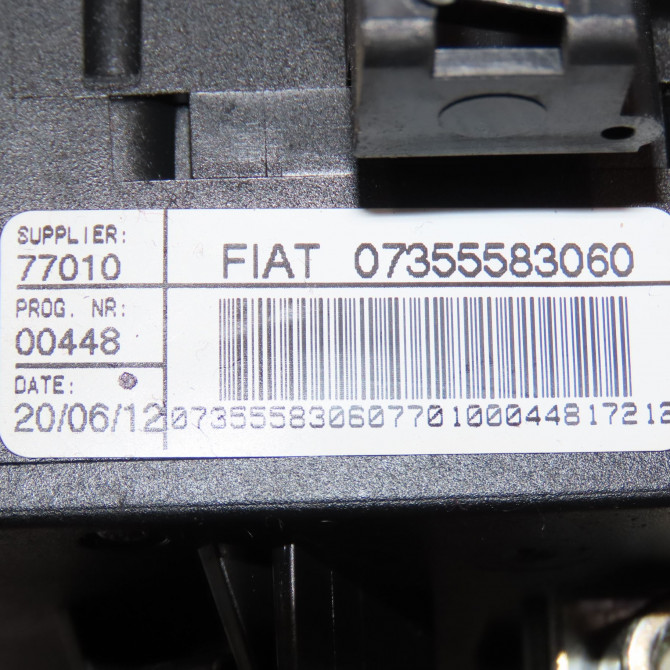 SUPPLIER:
77010
FIAT 07355583060
PROG. NR:
00448
DATE:
20/06/12
07355583060770100044817212